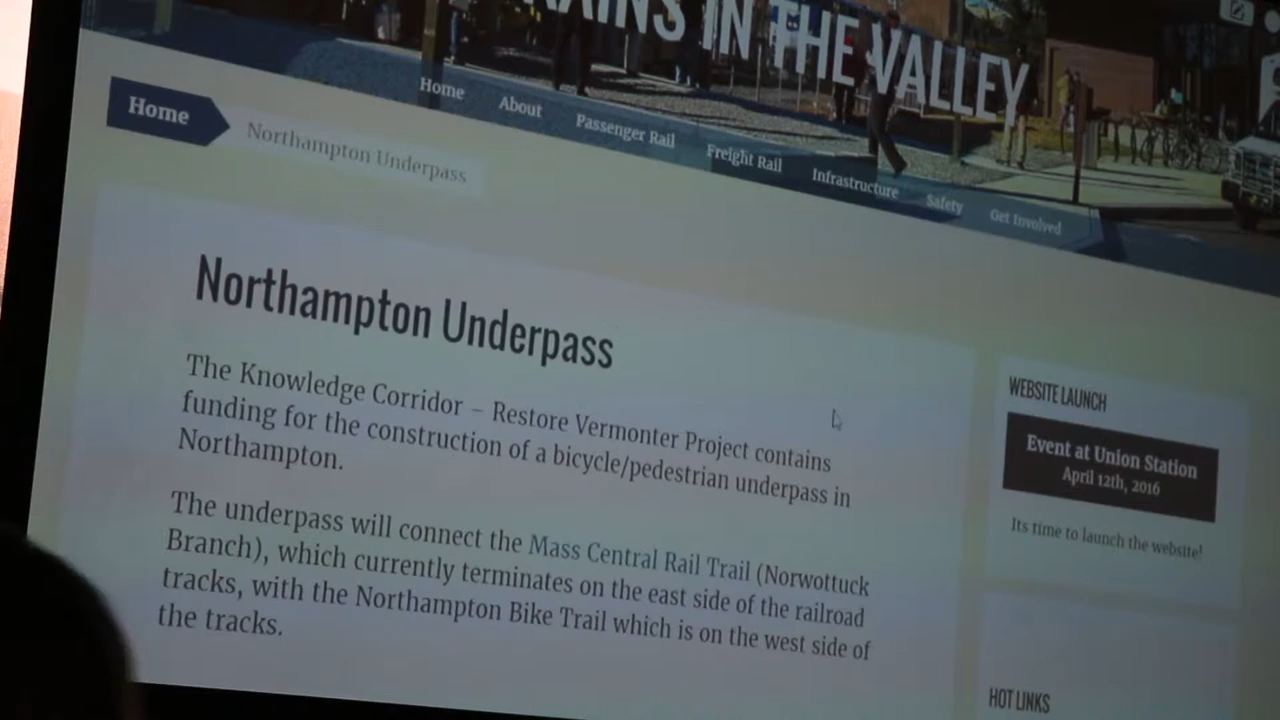 IN THE VALLEY
Home
About
Passenger Rail
Freight Rail
Infrastructure
Safety
Get Involved
Home
Northampton Underpass
Northampton Underpass
The Knowledge Corridor – Restore Vermonter Project contains
funding for the construction of a bicycle/pedestrian underpass in
Northampton.
The underpass will connect the Mass Central Rail Trail (Norwottuck
Branch), which currently terminates on the east side of the railroad
tracks, with the Northampton Bike Trail which is on the west side of
the tracks.
WEBSITE LAUNCH
Event at Union Station
April 12th, 2016
Its time to launch the website!
HOT LINKS